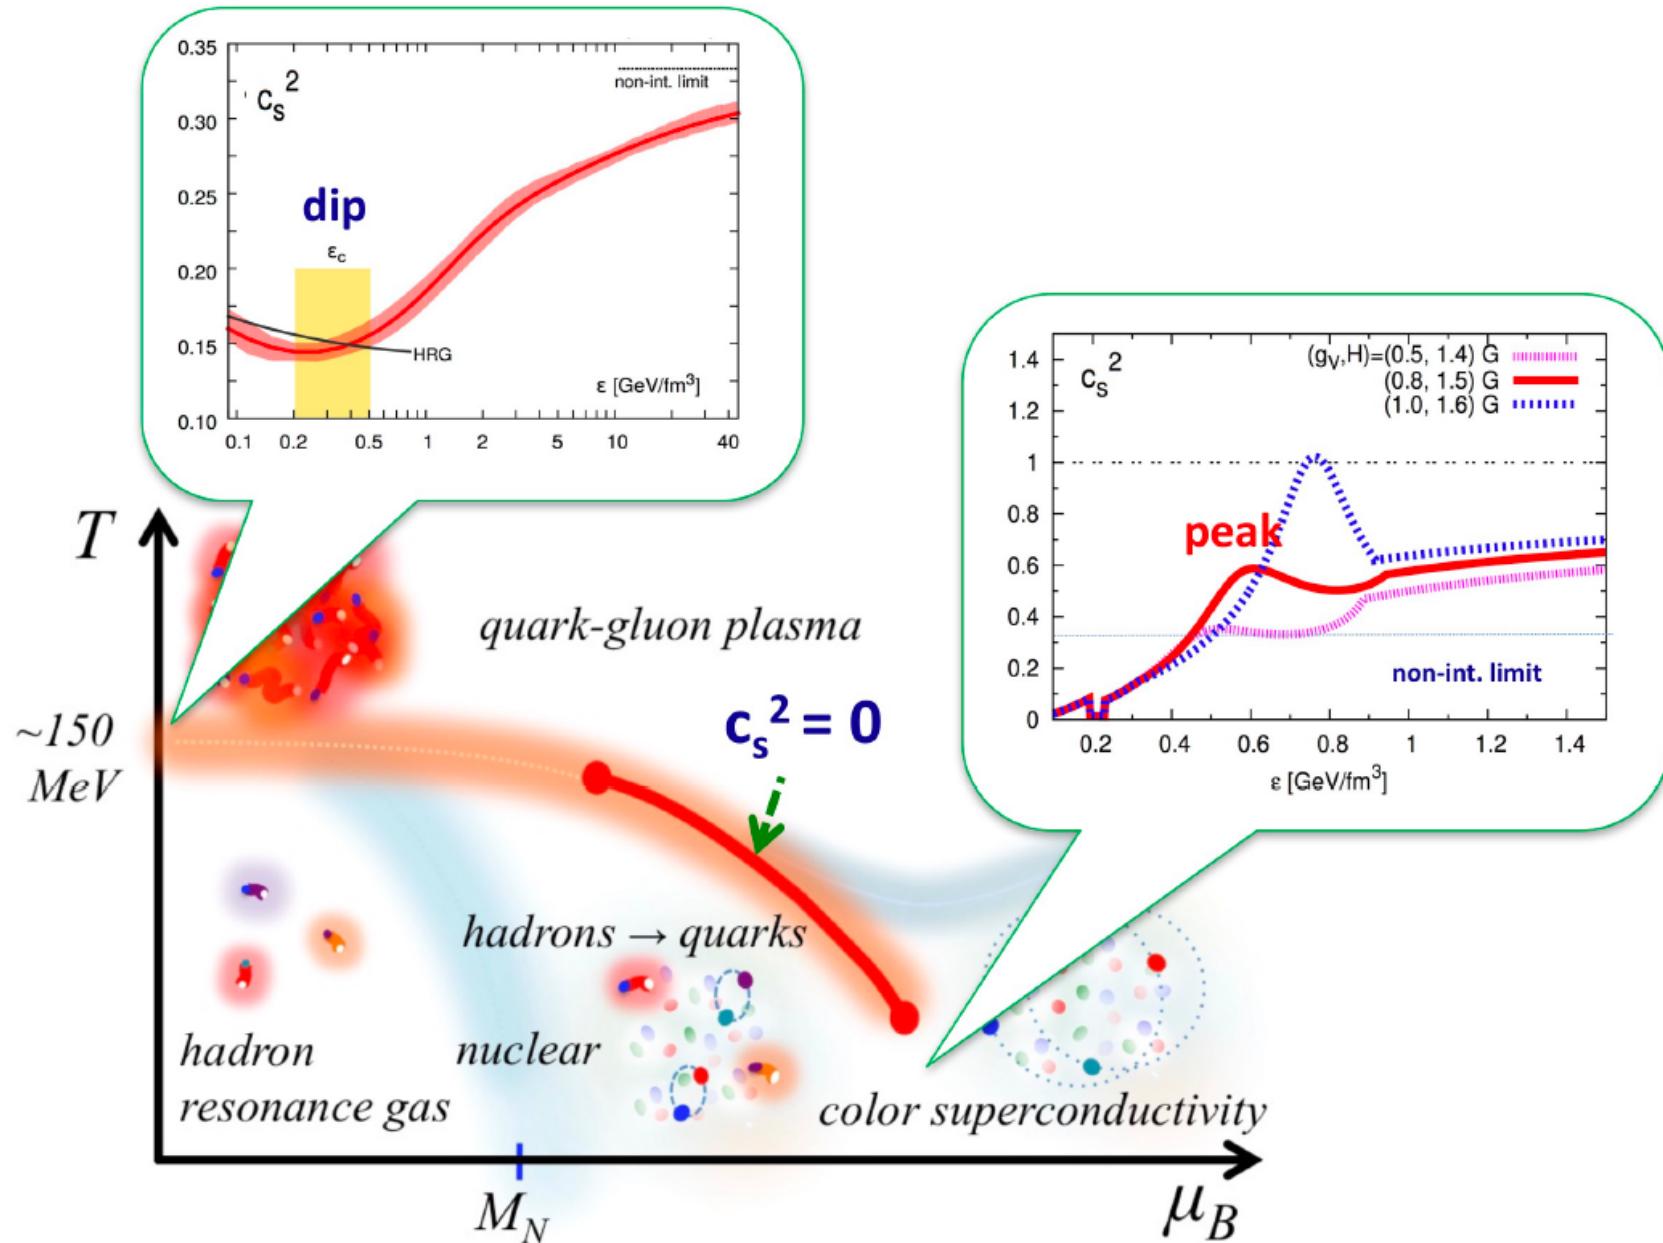 0.35
c_s^2
non-int. limit
0.30
0.25
dip
ε_c
0.20
0.15
HRG
ε [GeV/fm^3]
0.10
0.1 0.2 0.5 1 2 5 10 20 40
(g_V,H)=(0.5, 1.4) G
(0.8, 1.5) G
(1.0, 1.6) G
1.4
c_s^2
1.2
1
0.8
peak
0.6
0.4
0.2
non-int. limit
0
0.2 0.4 0.6 0.8 1 1.2 1.4
ε [GeV/fm^3]
T
quark-gluon plasma
~150
MeV
c_s^2 = 0
hadrons → quarks
hadron
resonance gas
nuclear
color superconductivity
M_N
μ_B